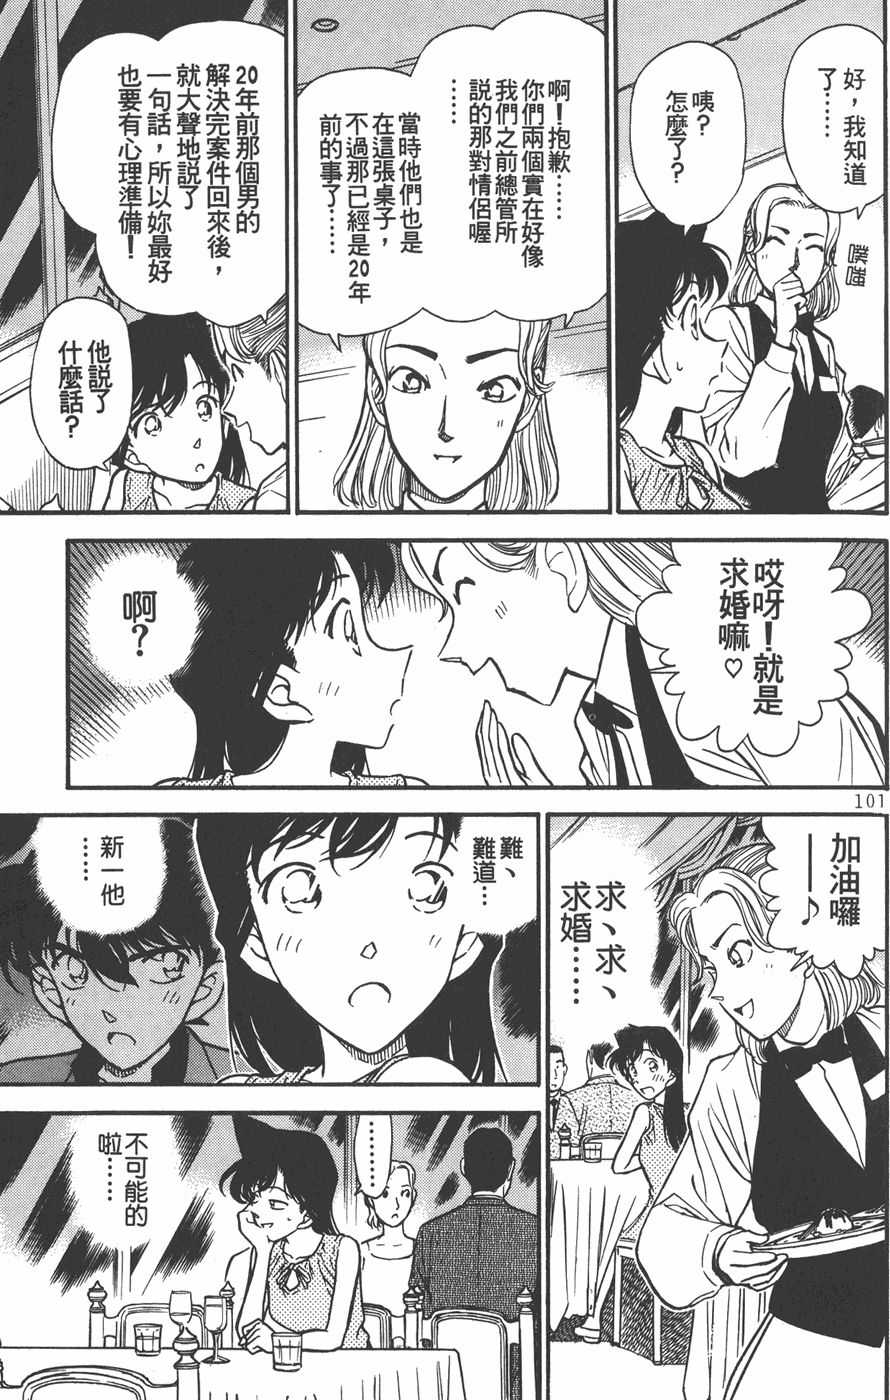 好，我知道
了……
噗嗤
咦？
怎麼了？
啊！抱歉……
你們兩個實在好像
我們之前總管所
說的那對情侶喔
……
當時他們也是
在這張桌子，
不過那已經是20年
前的事了……
20年前那個男的
解決完案件回來後，
就大聲地說了
一句話，所以妳最好
也要有心理準備！
他說了
什麼話？
哎呀！就是
求婚嘛♡
啊？
101
加油囉
——♪
求、求、
求婚……
難、
難道…
新一他
……
……
不可能的
啦……